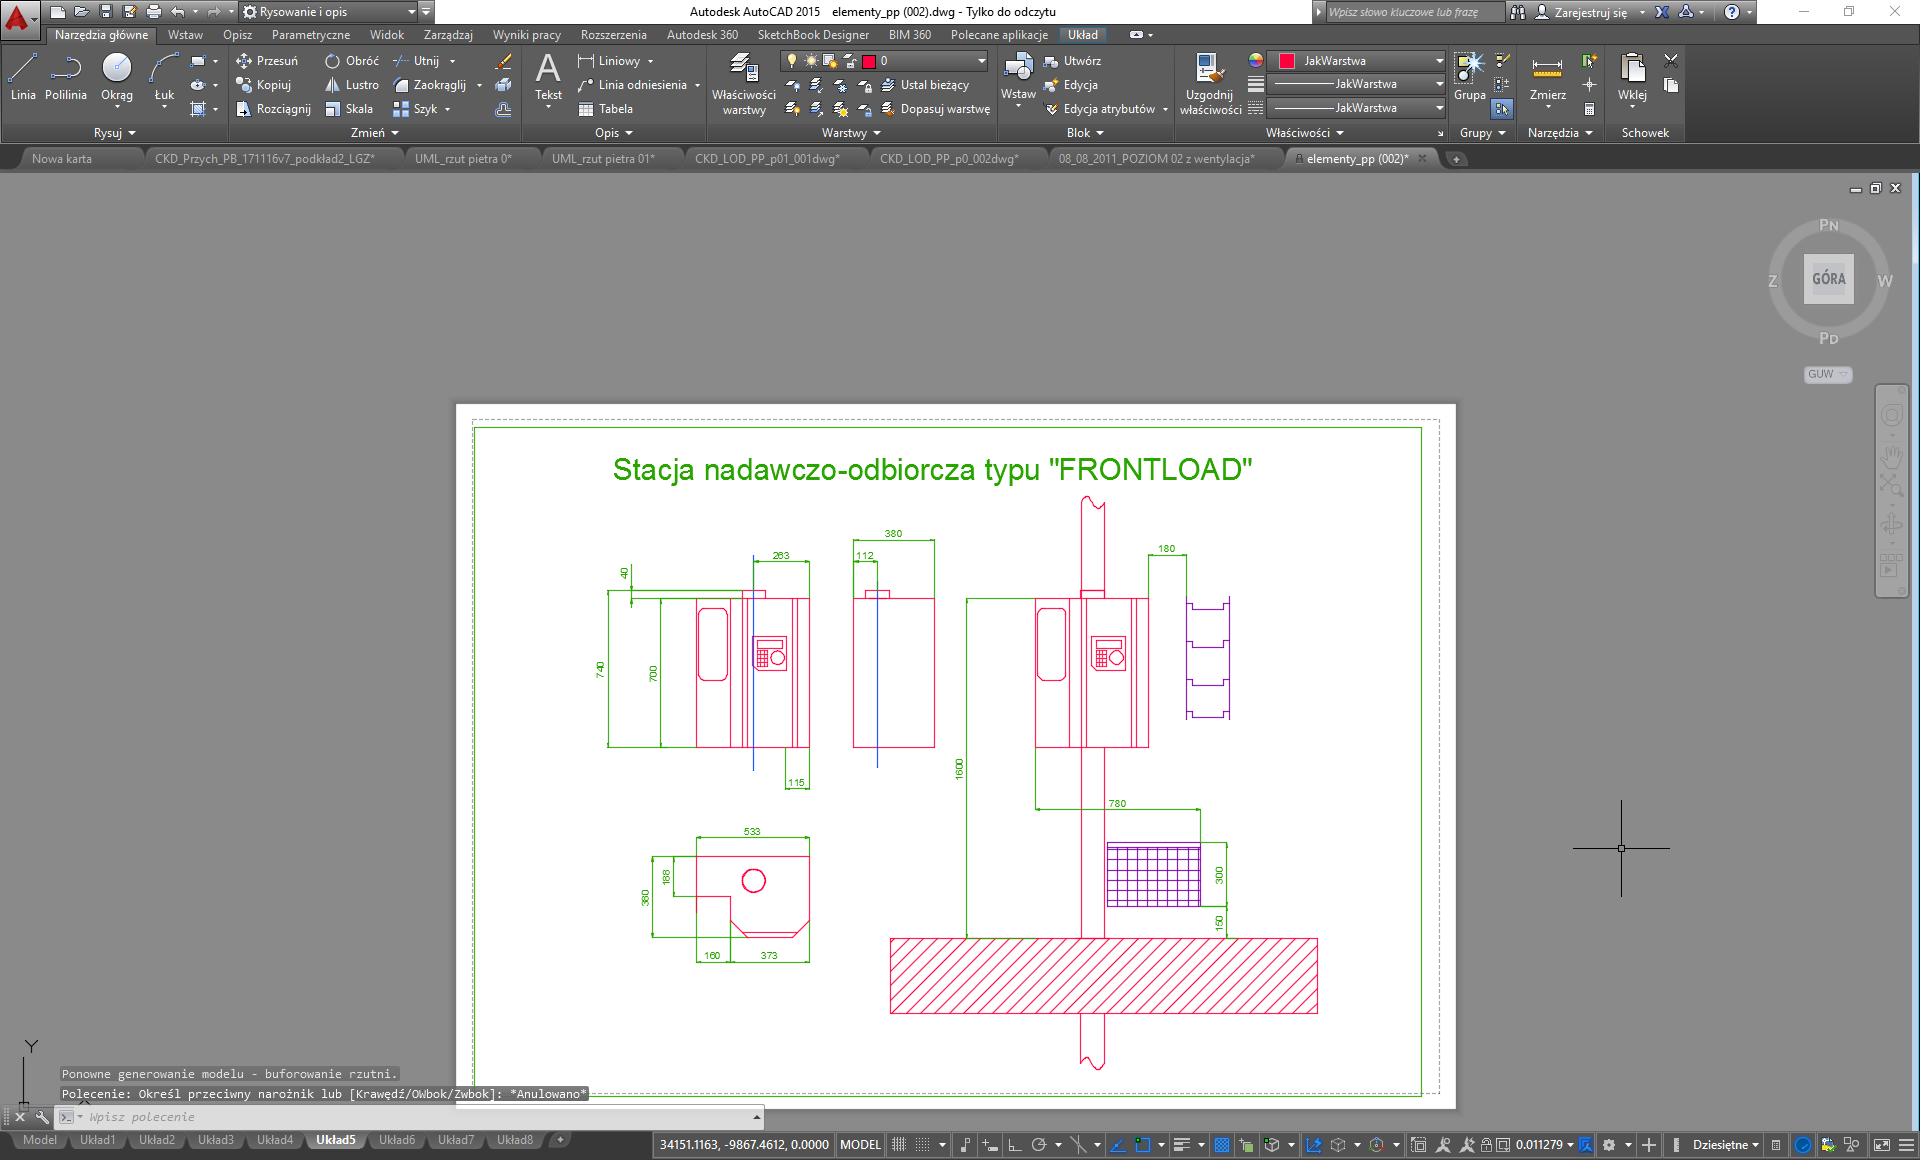 Rysowanie i opis
Autodesk AutoCAD 2015 elementy_pp (002).dwg - Tylko do odczytu
Wpisz słowo kluczowe lub frazę
Zarejestruj się
Narzędzia główne Wstaw Opisz Parametryczne Widok Zarządzaj Wyniki pracy Rozszerzenia Autodesk 360 SketchBook Designer BIM 360 Polecane aplikacje Układ
Linia Polilinia Okrąg Łuk
Przesuń Obróć Utnij
Kopiuj Lustro Zaokrąglij
Rozciągnij Skala Szyk
Tekst
Liniowy
Linia odniesienia
Tabela
Właściwości warstwy
0
Ustal bieżący
Dopasuj warstwę
Wstaw
Utwórz
Edycja
Edycja atrybutów
Uzgodnij właściwości
JakWarstwa
JakWarstwa
JakWarstwa
Grupa
Zmierz
Wklej
Rysuj Zmień Opis Warstwy Blok Właściwości Grupy Narzędzia Schowek
Nowa karta CKD_Przych_PB_171116v7_podkład2_LGZ* UML_rzut pietra 0* UML_rzut pietra 01* CKD_LOD_PP_p01_001dwg* CKD_LOD_PP_p0_002dwg* 08_08_2011_POZIOM 02 z wentylacja* elementy_pp (002)*
PN
Z GÓRA W
PD
GUW
Stacja nadawczo-odbiorcza typu "FRONTLOAD"
380
180
263
112
40
740
700
1600
115
780
533
188
380
300
150
160
373
Y
Ponowne generowanie modelu - buforowanie rzutni.
Polecenie: Określ przeciwny narożnik lub [Krawędź/OWbok/Zwbok]: *Anulowano*
Wpisz polecenie
Model Układ1 Układ2 Układ3 Układ4 Układ5 Układ6 Układ7 Układ8
34151.1163, -9867.4612, 0.0000 MODEL
0.011279
Dziesiętne